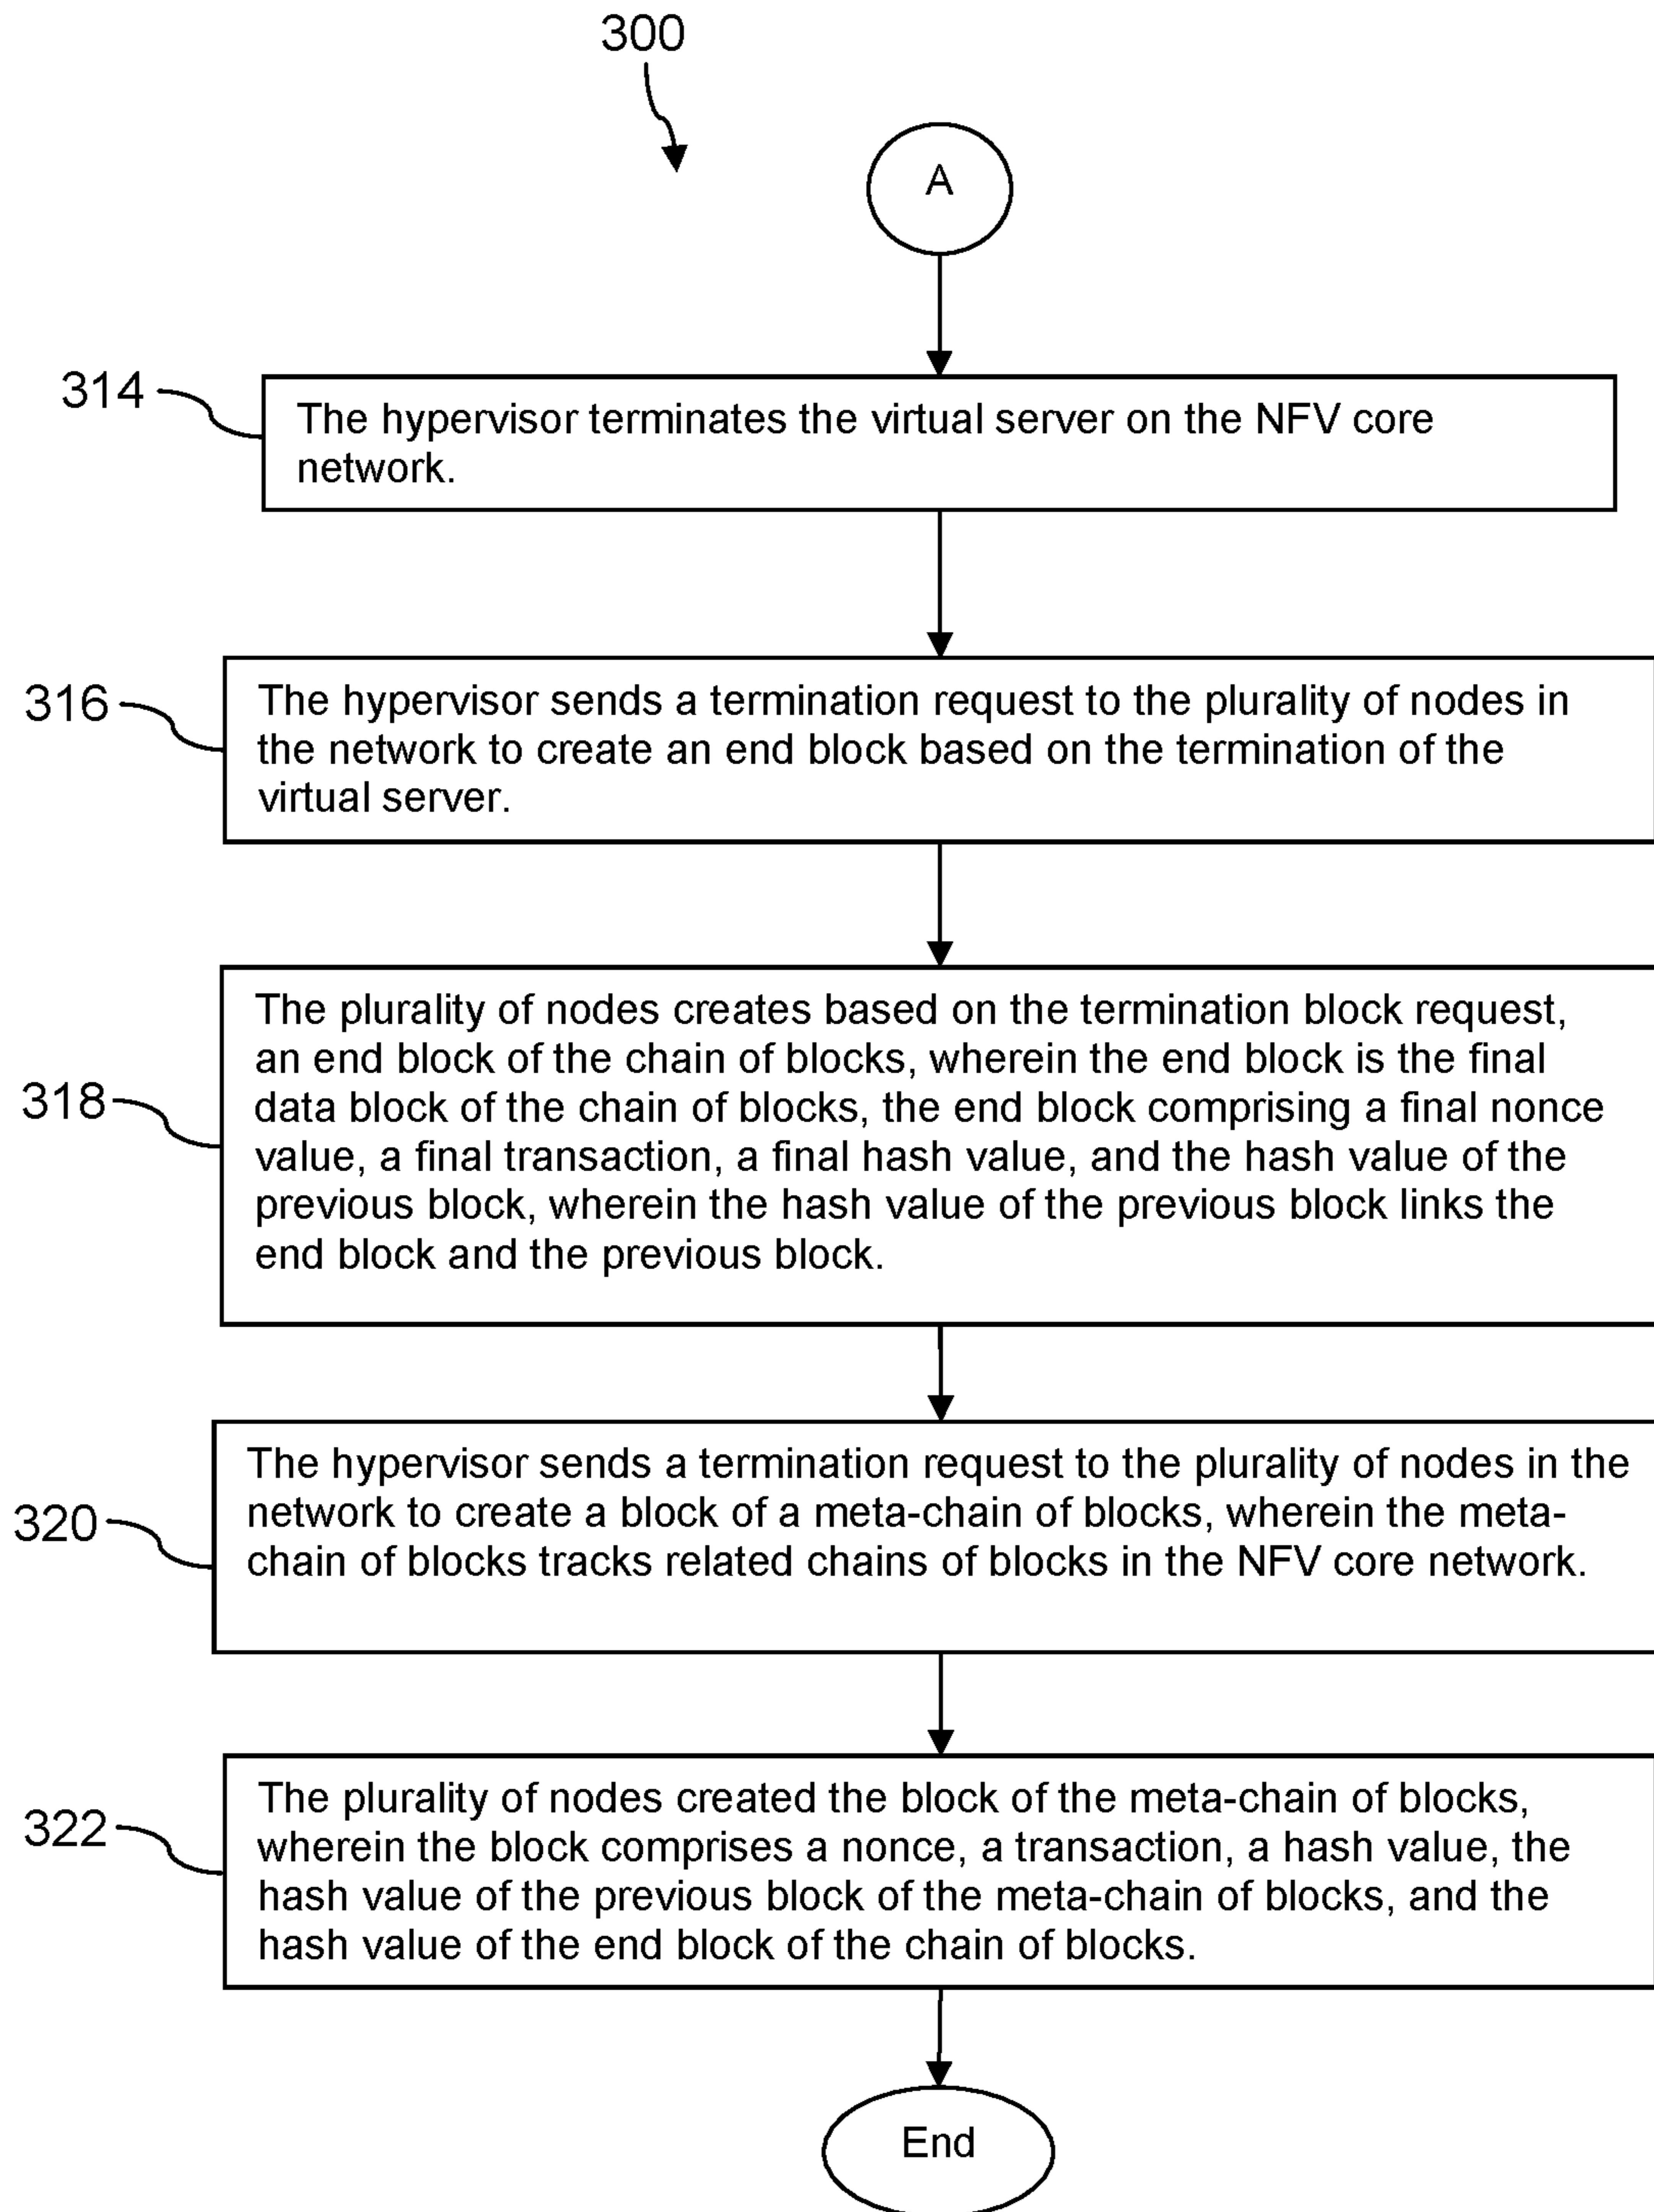 300
A
314
The hypervisor terminates the virtual server on the NFV core
network.
316
The hypervisor sends a termination request to the plurality of nodes in
the network to create an end block based on the termination of the
virtual server.
318
The plurality of nodes creates based on the termination block request,
an end block of the chain of blocks, wherein the end block is the final
data block of the chain of blocks, the end block comprising a final nonce
value, a final transaction, a final hash value, and the hash value of the
previous block, wherein the hash value of the previous block links the
end block and the previous block.
320
The hypervisor sends a termination request to the plurality of nodes in the
network to create a block of a meta-chain of blocks, wherein the meta-
chain of blocks tracks related chains of blocks in the NFV core network.
322
The plurality of nodes created the block of the meta-chain of blocks,
wherein the block comprises a nonce, a transaction, a hash value, the
hash value of the previous block of the meta-chain of blocks, and the
hash value of the end block of the chain of blocks.
End